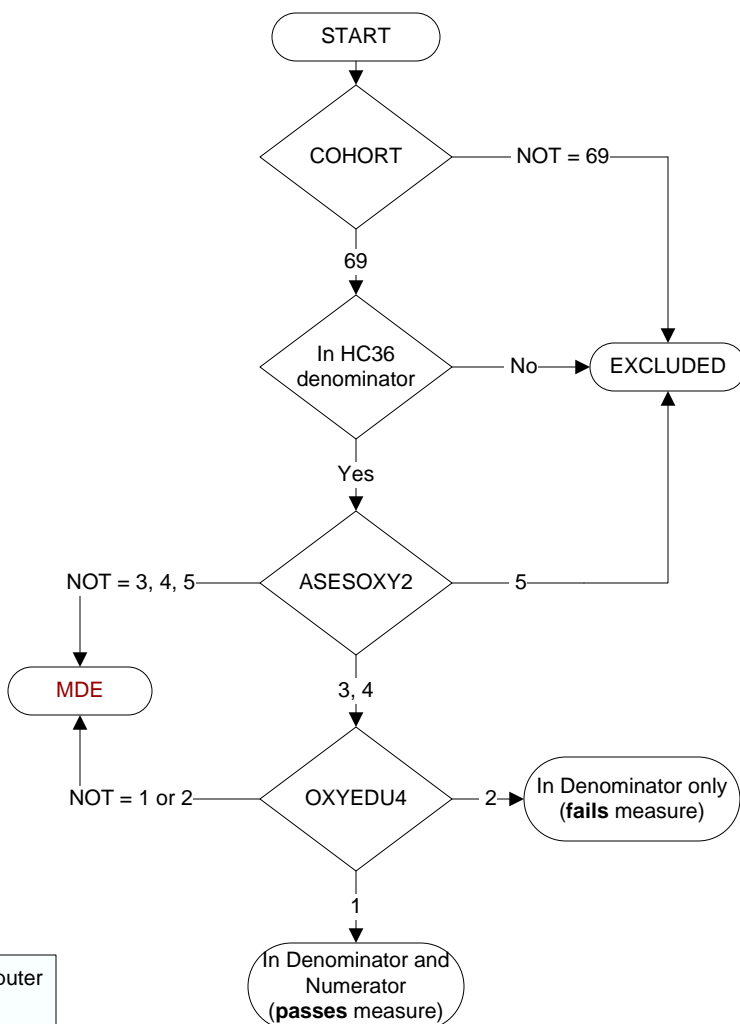 START
COHORT
NOT = 69
69
In HC36
denominator
No
EXCLUDED
Yes
NOT = 3, 4, 5
ASESOXY2
5
MDE
3, 4
NOT = 1 or 2
OXYEDU4
2
In Denominator only
(fails measure)
1
In Denominator and
Numerator
(passes measure)